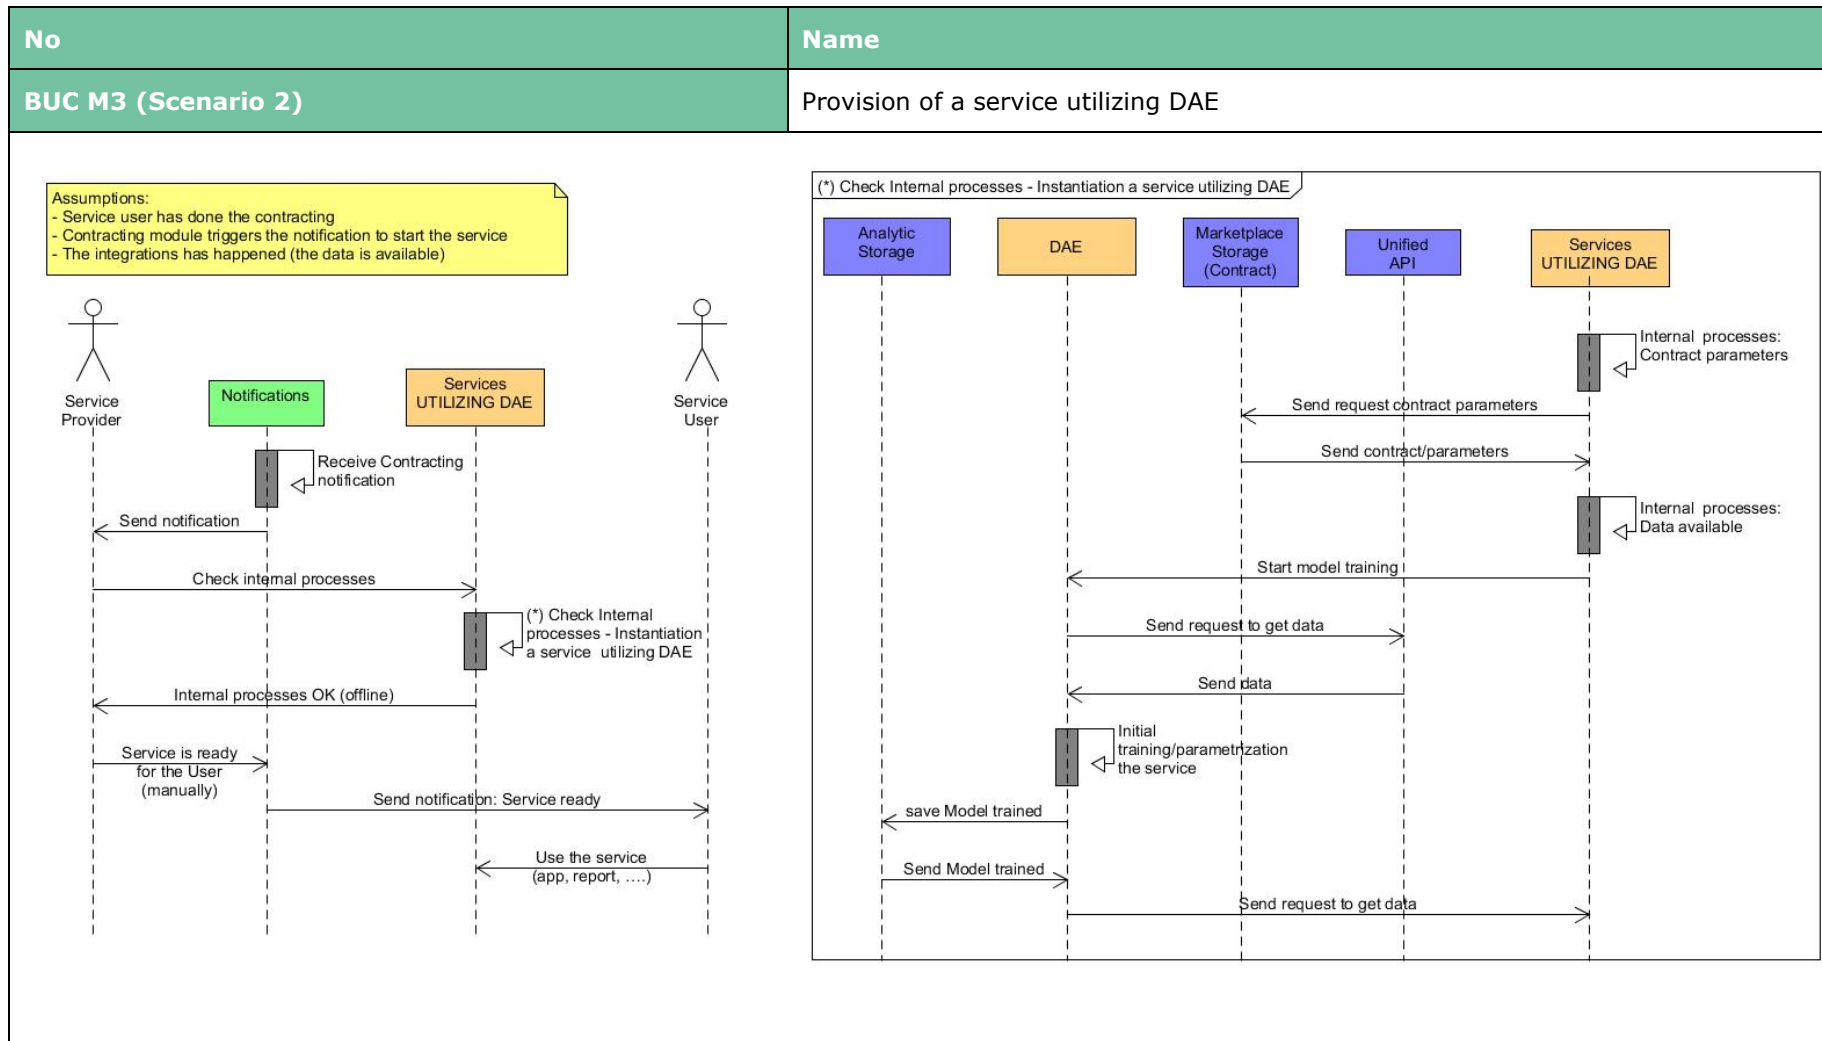 No
Name
BUC M3 (Scenario 2)
Provision of a service utilizing DAE
Assumptions:
- Service user has done the contracting
- Contracting module triggers the notification to start the service
- The integrations has happened (the data is available)
Service
Provider
Notifications
Services
UTILIZING DAE
Service
User
Receive Contracting
notification
Send notification
Check internal processes
(*) Check Internal
processes - Instantiation
a service utilizing DAE
Internal processes OK (offline)
Service is ready
for the User
(manually)
Send notification: Service ready
Use the service
(app, report, ....)
(*) Check Internal processes - Instantiation a service utilizing DAE
Analytic
Storage
DAE
Marketplace
Storage
(Contract)
Unified
API
Services
UTILIZING DAE
Internal processes:
Contract parameters
Send request contract parameters
Send contract/parameters
Internal processes:
Data available
Start model training
Send request to get data
Send data
Initial
training/parametrization
the service
save Model trained
Send Model trained
Send request to get data